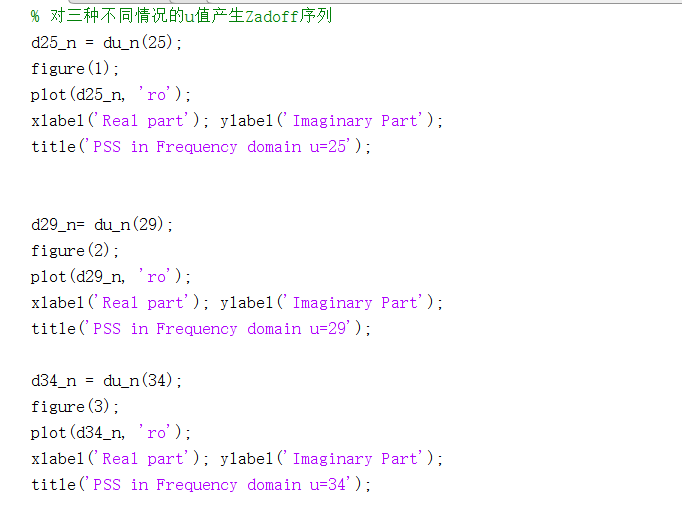 % 对三种不同情况的u值产生Zadoff序列
d25_n = du_n(25);
figure(1);
plot(d25_n, 'ro');
xlabel('Real part'); ylabel('Imaginary Part');
title('PSS in Frequency domain u=25');
d29_n= du_n(29);
figure(2);
plot(d29_n, 'ro');
xlabel('Real part'); ylabel('Imaginary Part');
title('PSS in Frequency domain u=29');
d34_n = du_n(34);
figure(3);
plot(d34_n, 'ro');
xlabel('Real part'); ylabel('Imaginary Part');
title('PSS in Frequency domain u=34');